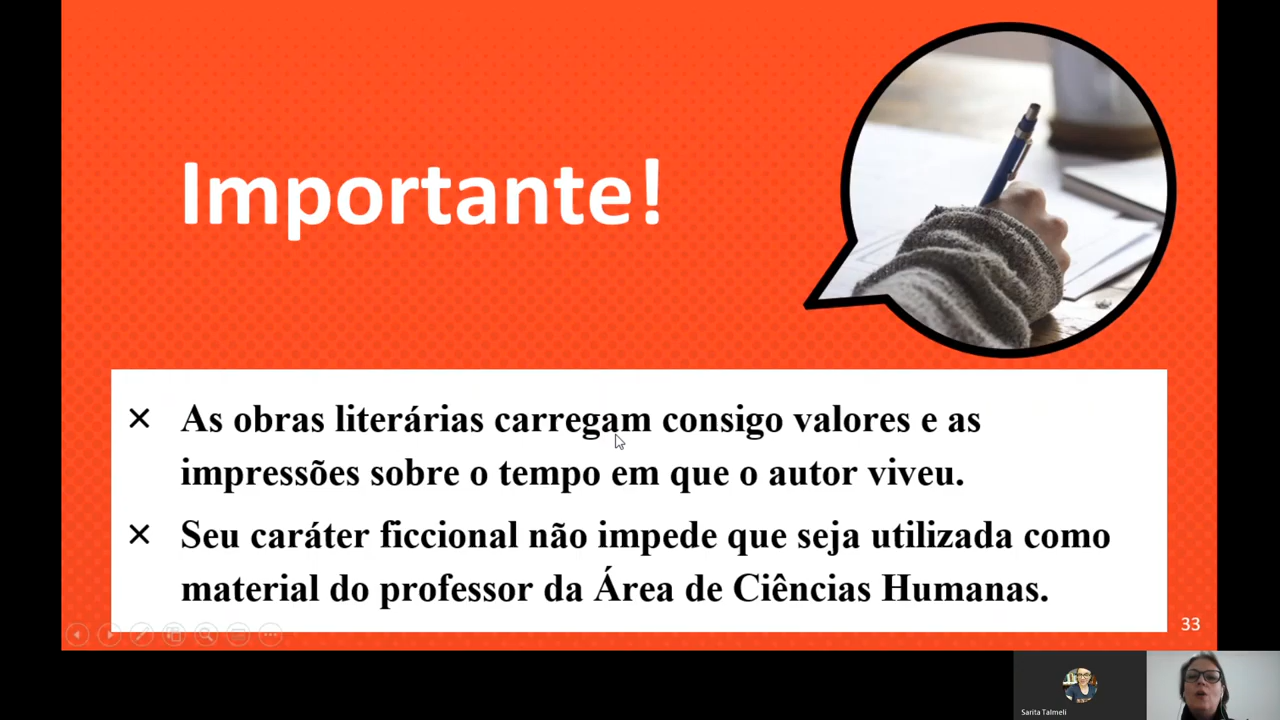 Importante!
× As obras literárias carregam consigo valores e as
impressões sobre o tempo em que o autor viveu.
× Seu caráter ficcional não impede que seja utilizada como
material do professor da Área de Ciências Humanas.
33
Sarita Talmeli